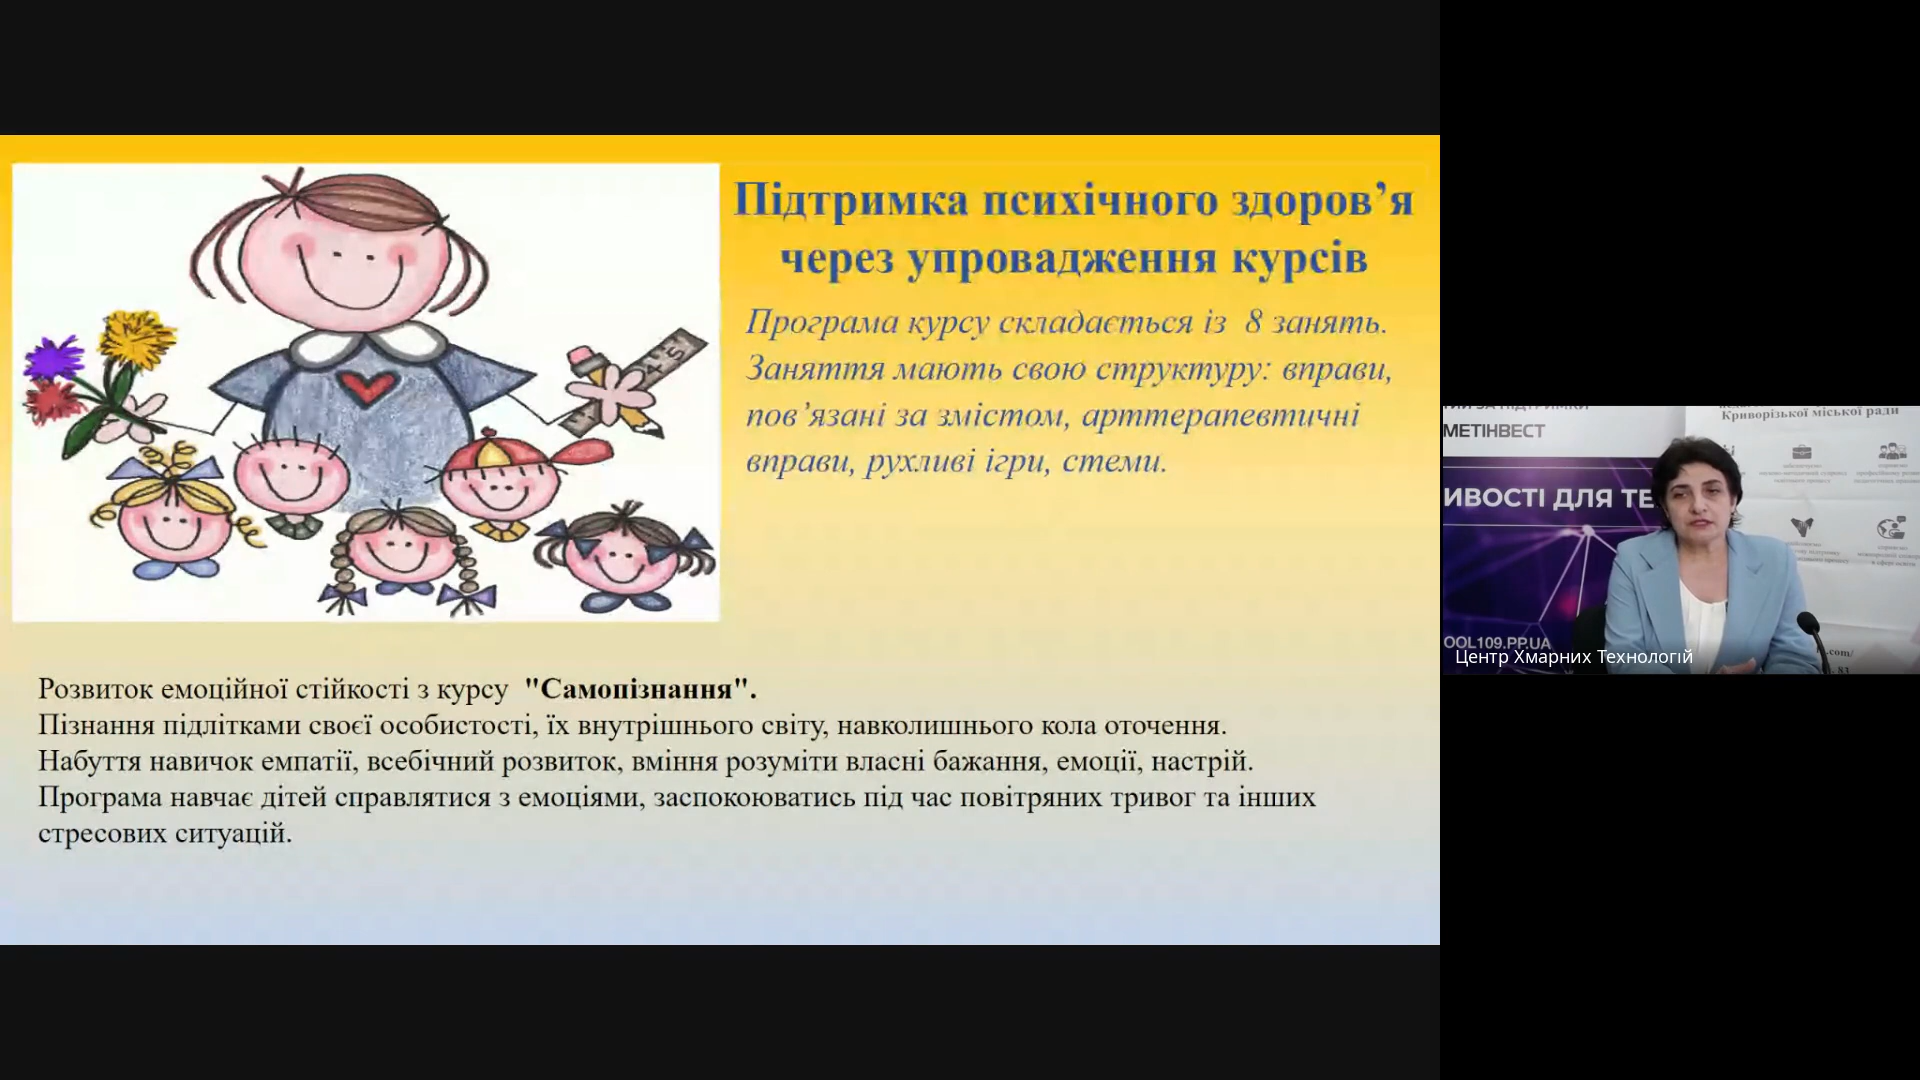 Підтримка психічного здоров’я
через упровадження курсів
Програма курсу складається із 8 занять.
Заняття мають свою структуру: вправи,
пов’язані за змістом, арттерапевтичні
вправи, рухливі ігри, стеми.
Розвиток емоційної стійкості з курсу "Самопізнання".
Пізнання підлітками своєї особистості, їх внутрішнього світу, навколишнього кола оточення.
Набуття навичок емпатії, всебічний розвиток, вміння розуміти власні бажання, емоції, настрій.
Програма навчає дітей справлятися з емоціями, заспокоюватись під час повітряних тривог та інших
стресових ситуацій.
Криворізької міської ради
МЕТІНВЕСТ
ИВОСТІ ДЛЯ ТЕ
OOL109.PP.UA
Центр Хмарних Технологій